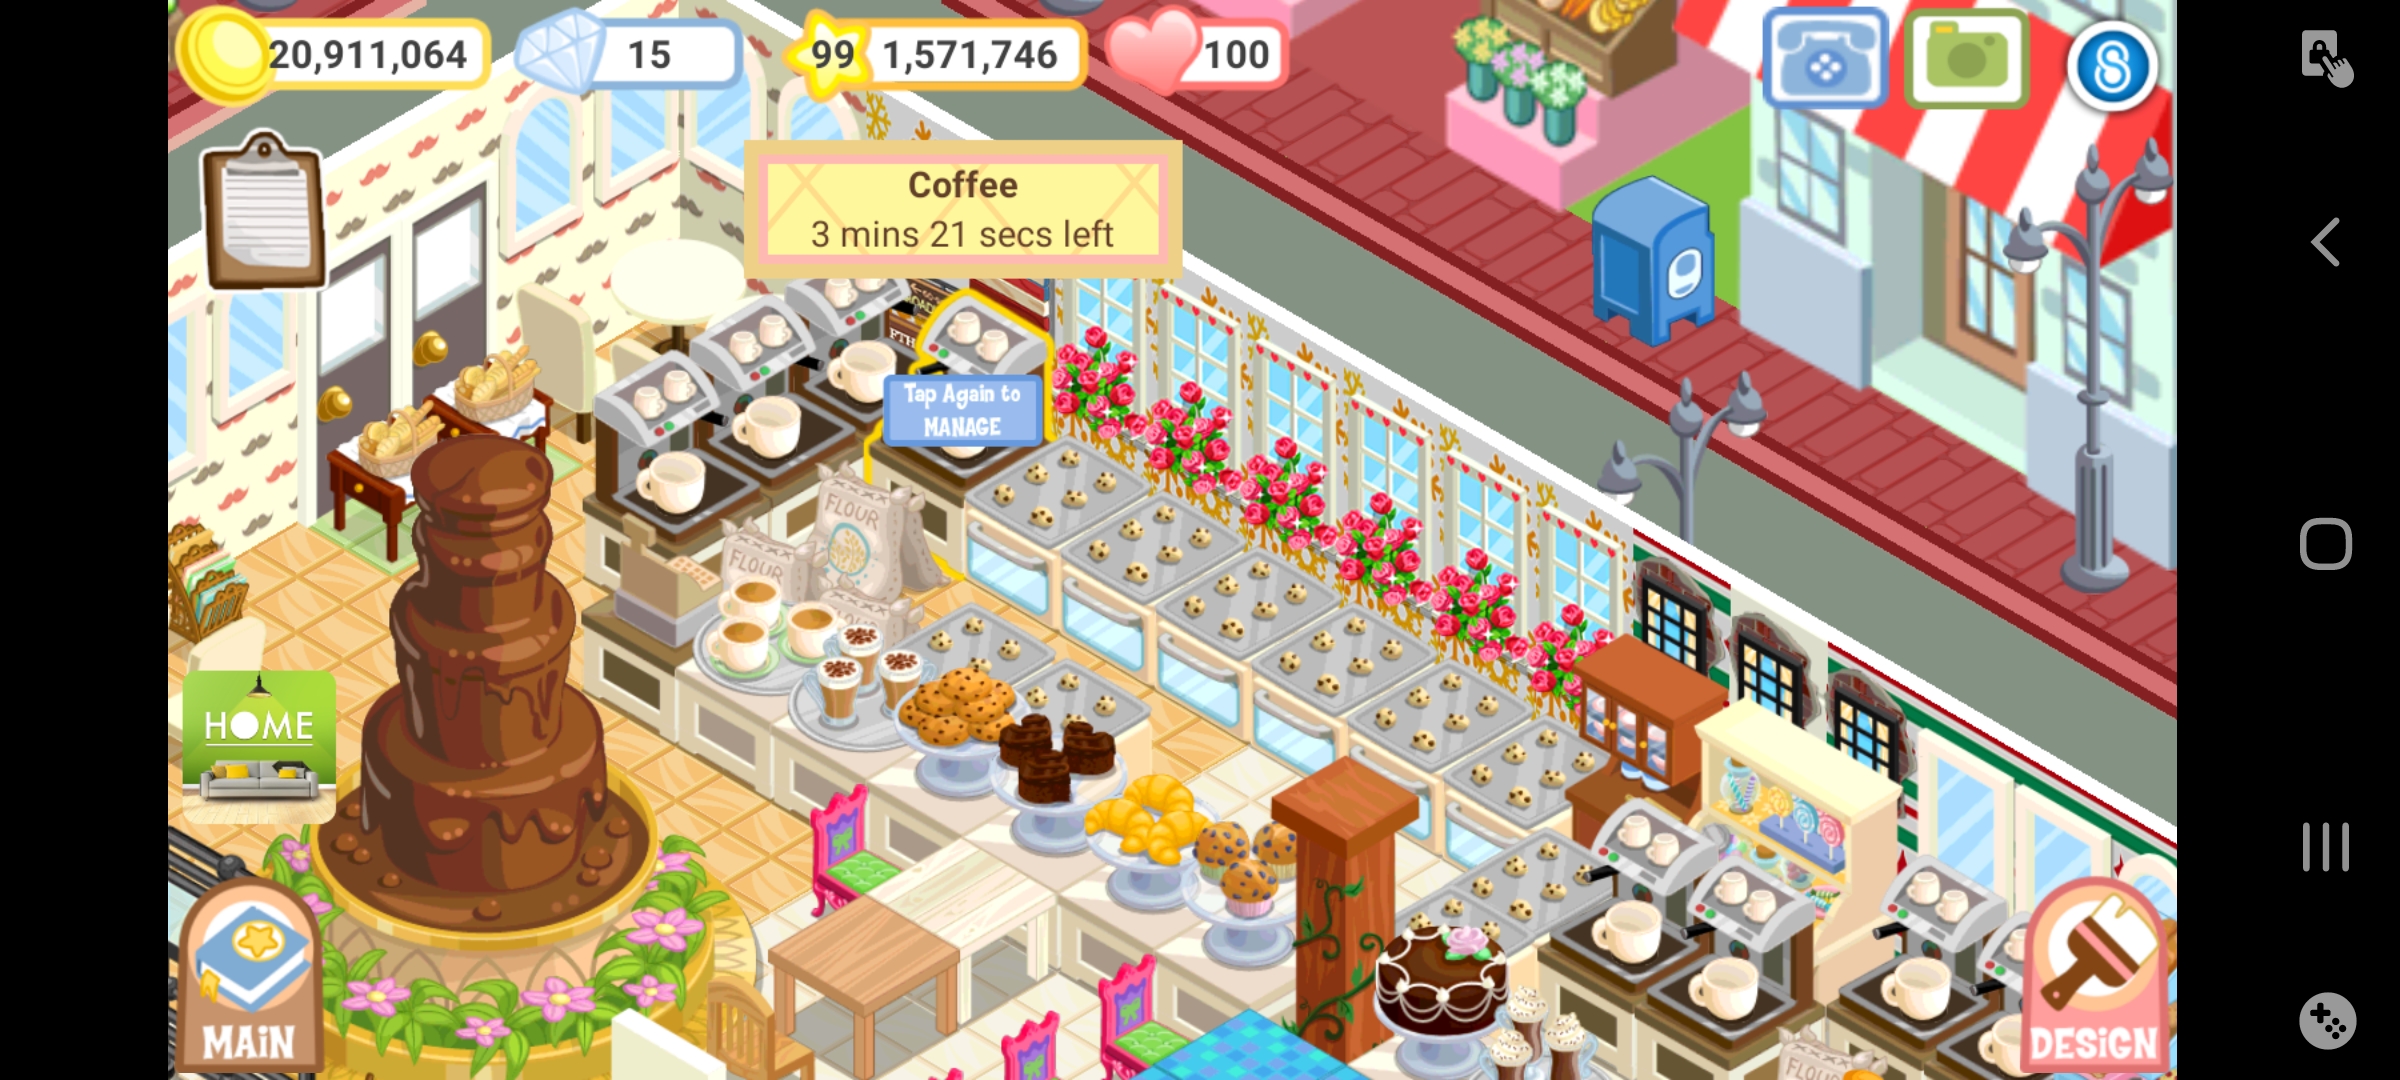 20,911,064
15
99
1,571,746
100
Coffee
3 mins 21 secs left
Tap Again to
MANAGE
FLOUR
FLOUR
HOME
MAiN
DESiGN
FLOUR